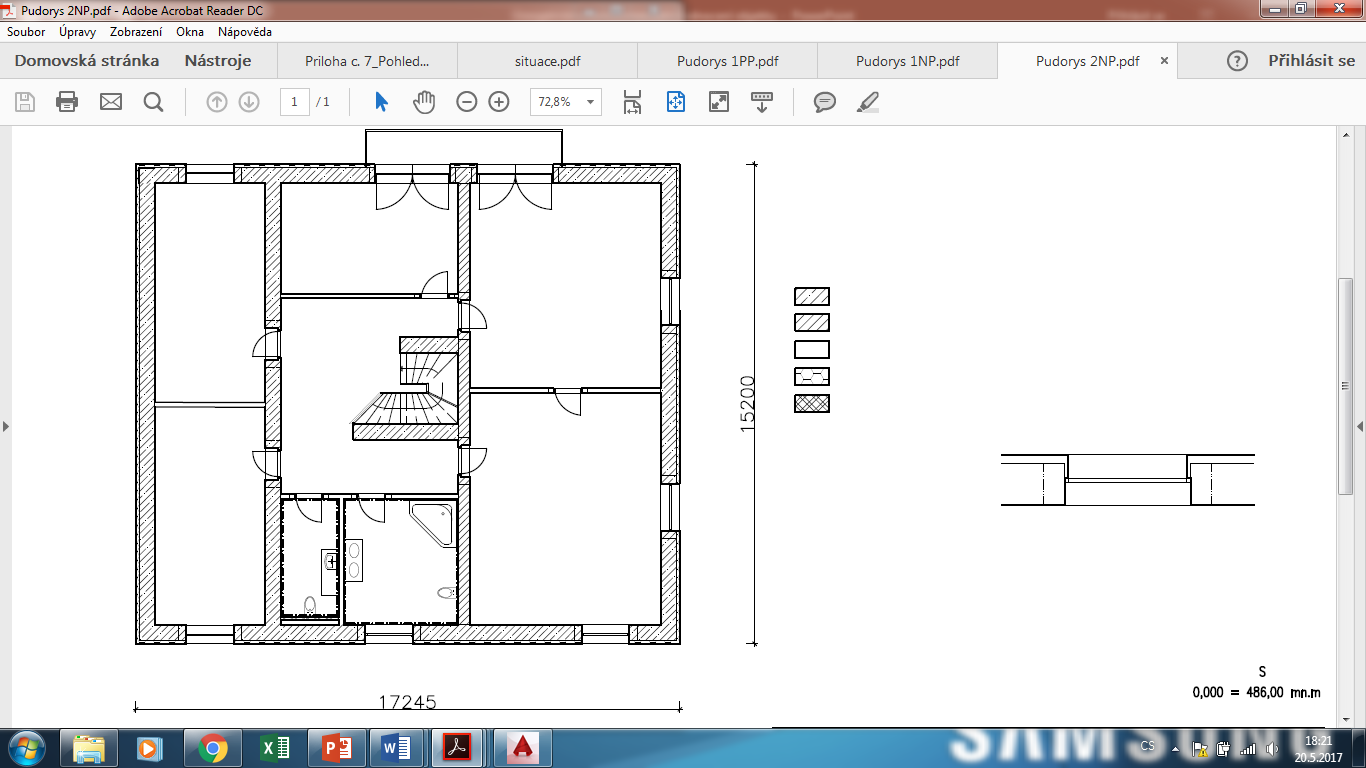 Pudorys 2NP.pdf - Adobe Acrobat Reader DC
Soubor Úpravy Zobrazení Okna Nápověda
Domovská stránka Nástroje Priloha c. 7_Pohled... situace.pdf Pudorys 1PP.pdf Pudorys 1NP.pdf Pudorys 2NP.pdf × ? Přihlásit se
1 / 1 72,8%
15200
17245
S
0,000 = 486,00 mn.m
SAMSUNG
CS 18:21
20.5.2017